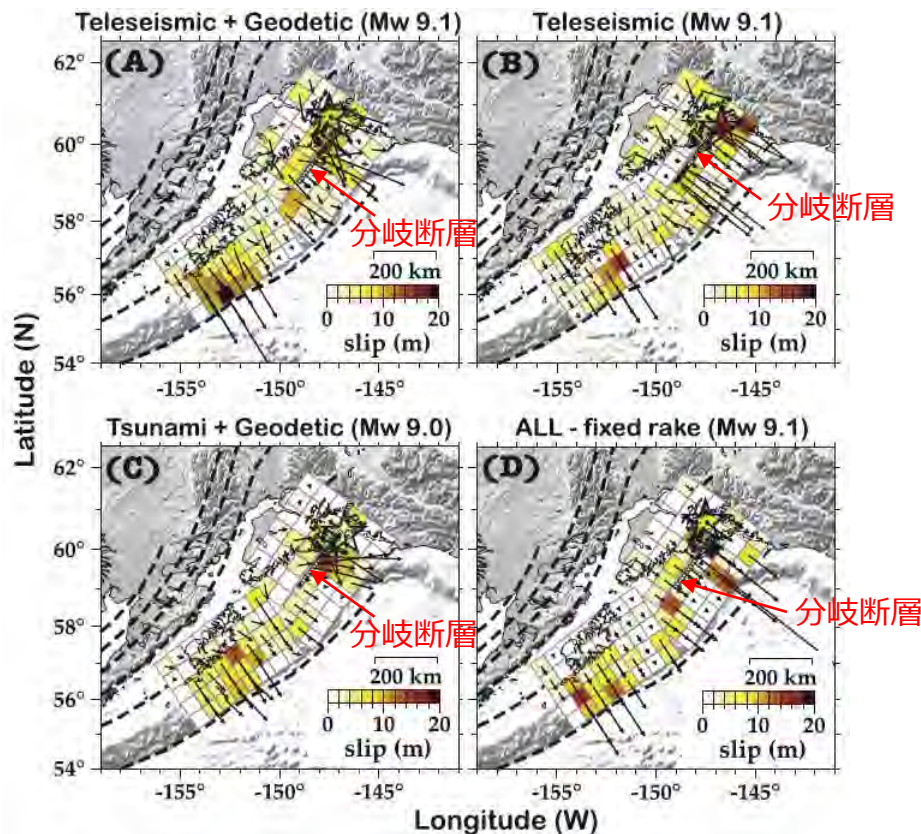 Teleseismic + Geodetic (Mw 9.1)
(A)
62°
60°
58°
56°
54°
分岐断層
200 km
0 10 20
slip (m)
-155° -150° -145°
Teleseismic (Mw 9.1)
(B)
分岐断層
200 km
0 10 20
slip (m)
-155° -150° -145°
Tsunami + Geodetic (Mw 9.0)
(C)
62°
60°
58°
56°
54°
分岐断層
200 km
0 10 20
slip (m)
-155° -150° -145°
ALL - fixed rake (Mw 9.1)
(D)
分岐断層
200 km
0 10 20
slip (m)
-155° -150° -145°
Latitude (N)
Longitude (W)